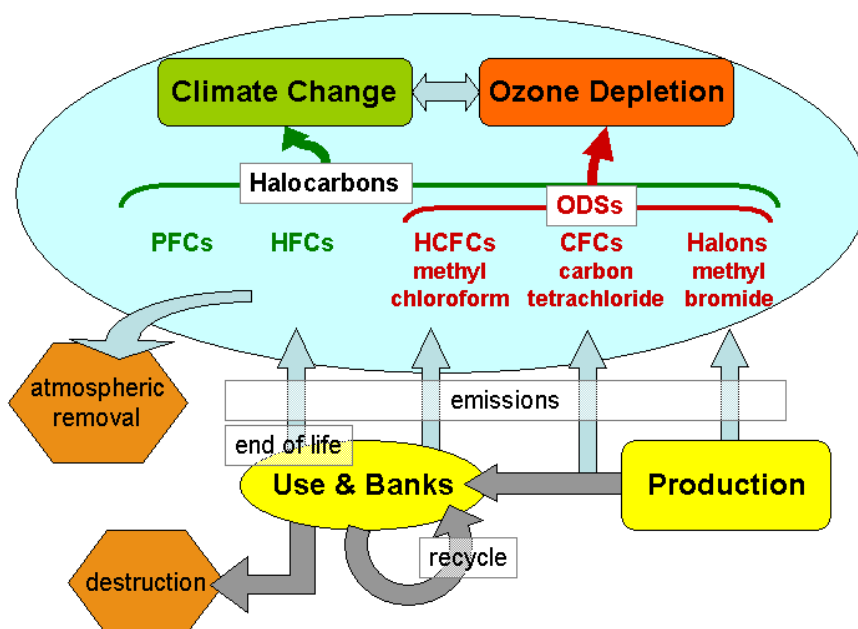 Climate Change
Ozone Depletion
Halocarbons
ODSs
PFCs
HFCs
HCFCs
methyl
chloroform
CFCs
carbon
tetrachloride
Halons
methyl
bromide
atmospheric
removal
emissions
end of life
Use & Banks
Production
recycle
destruction